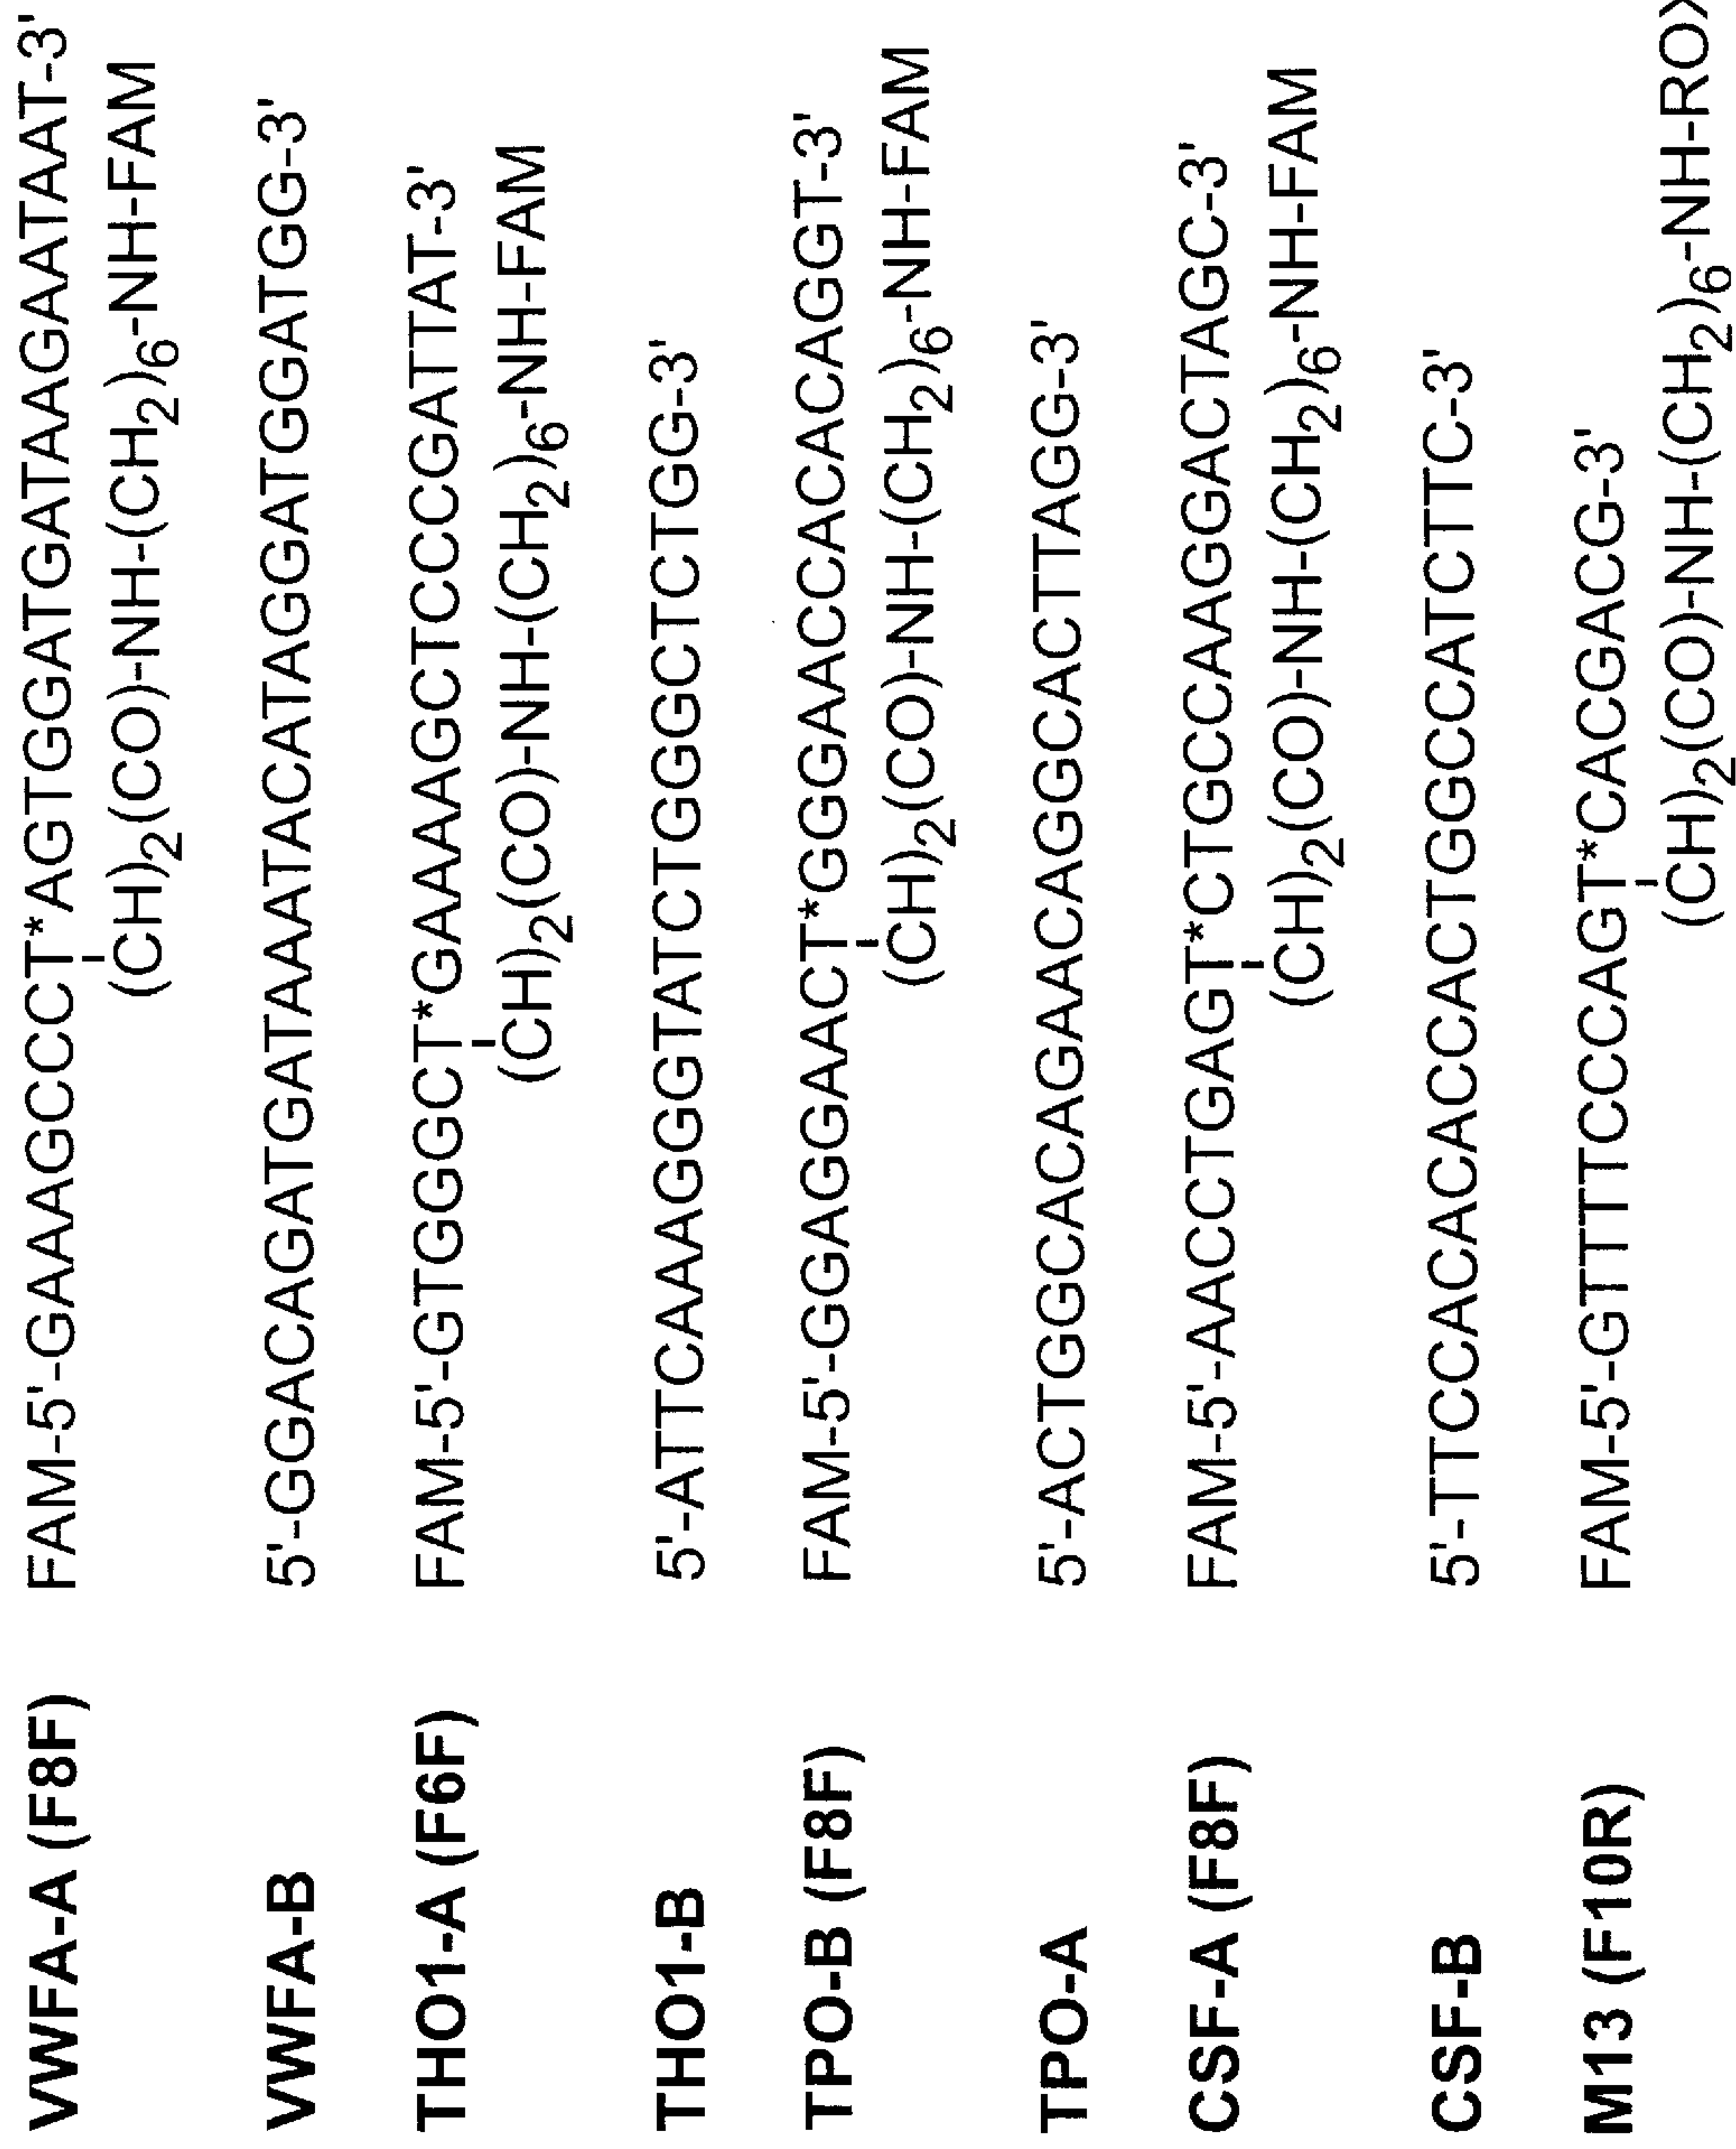 VWFA-A (F8F) FAM-5'-GAAAGCCCT*AGTGGATGATAAGAATAAT-3'
(CH)2(CO)-NH-(CH2)6-NH-FAM
VWFA-B 5'-GGACAGATGATAAATACATAGGATGGATGG-3'
THO1-A (F6F) FAM-5'-GTGGGCT*GAAAAGCTCCCGATTAT-3'
(CH)2(CO)-NH-(CH2)6-NH-FAM
THO1-B 5'-ATTCAAAGGGTATCTGGGCTCTGG-3'
TPO-B (F8F) FAM-5'-GGAGGAACT*GGGAACCACACAGGT-3'
(CH)2(CO)-NH-(CH2)6-NH-FAM
TPO-A 5'-ACTGGCACAGAACAGGCACTTAGG-3'
CSF-A (F8F) FAM-5'-AACCTGAGT*CTGCCAAGGACTAGC-3'
(CH)2(CO)-NH-(CH2)6-NH-FAM
CSF-B 5'-TTCCACACACCACTGGCCATCTTC-3'
M13 (F10R) FAM-5'-GTTTTCCCAGT*CACGACG-3'
(CH)2(CO)-NH-(CH2)6-NH-ROX